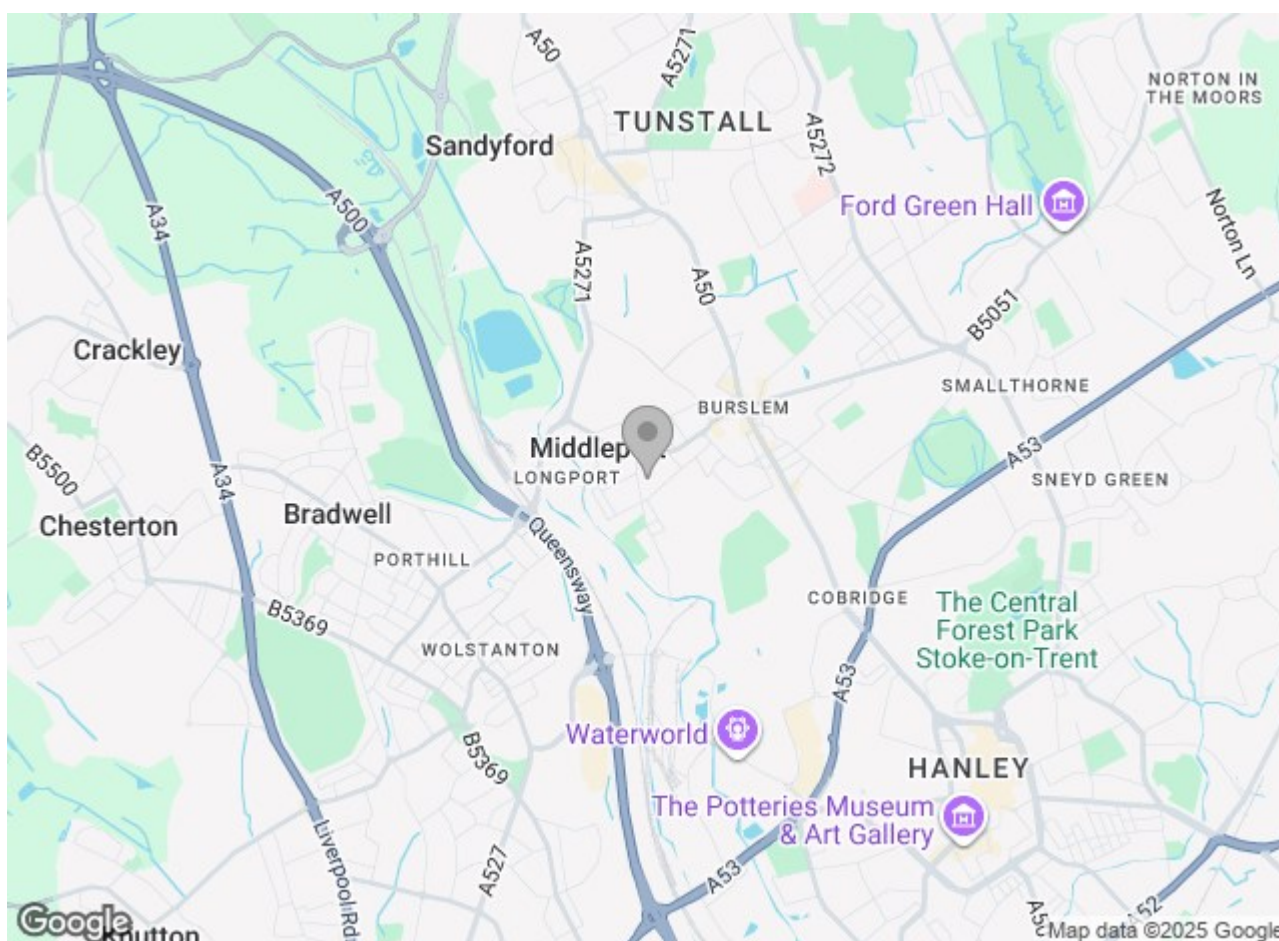 A50
A5271
TUNSTALL
NORTON IN
THE MOORS
Sandyford
A5272
Ford Green Hall
A34
A500
Norton Ln
A5271
A50
B5051
Crackley
SMALLTHORNE
BURSLEM
A53
B5500
A34
LONGPORT
SNEYD GREEN
Chesterton
Bradwell
Queensway
PORTHILL
B5369
COBRIDGE
The Central
Forest Park
Stoke-on-Trent
WOLSTANTON
A53
Waterworld
B5369
HANLEY
The Potteries Museum
& Art Gallery
Liverpool Rd
A527
A53
Google
Knutton
Map data ©2025 Google